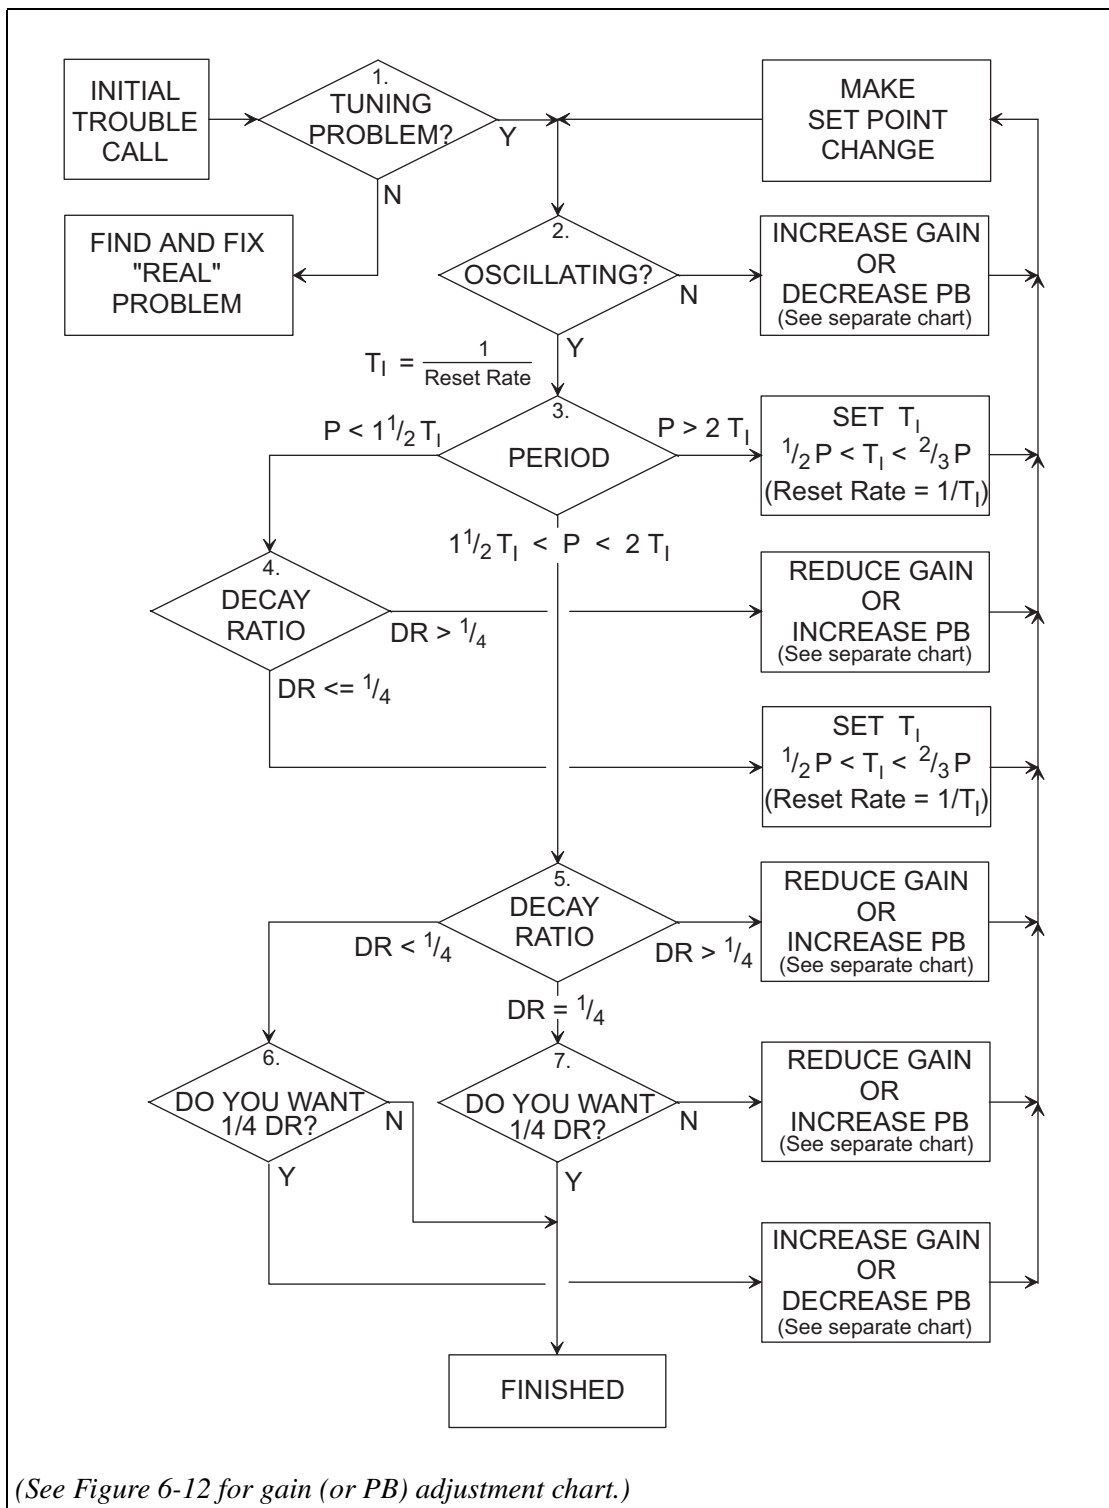 INITIAL
TROUBLE
CALL
1.
TUNING
PROBLEM?
Y
N
MAKE
SET POINT
CHANGE
FIND AND FIX
"REAL"
PROBLEM
2.
OSCILLATING?
N
Y
INCREASE GAIN
OR
DECREASE PB
(See separate chart)
T_I = 1/Reset Rate
3.
PERIOD
P < 1 1/2 T_I
P > 2 T_I
1 1/2 T_I < P < 2 T_I
SET T_I
1/2 P < T_I < 2/3 P
(Reset Rate = 1/T_I)
4.
DECAY
RATIO
DR > 1/4
DR <= 1/4
REDUCE GAIN
OR
INCREASE PB
(See separate chart)
SET T_I
1/2 P < T_I < 2/3 P
(Reset Rate = 1/T_I)
5.
DECAY
RATIO
DR < 1/4
DR > 1/4
DR = 1/4
REDUCE GAIN
OR
INCREASE PB
(See separate chart)
6.
DO YOU WANT
1/4 DR?
N
Y
7.
DO YOU WANT
1/4 DR?
N
Y
REDUCE GAIN
OR
INCREASE PB
(See separate chart)
INCREASE GAIN
OR
DECREASE PB
(See separate chart)
FINISHED
(See Figure 6-12 for gain (or PB) adjustment chart.)